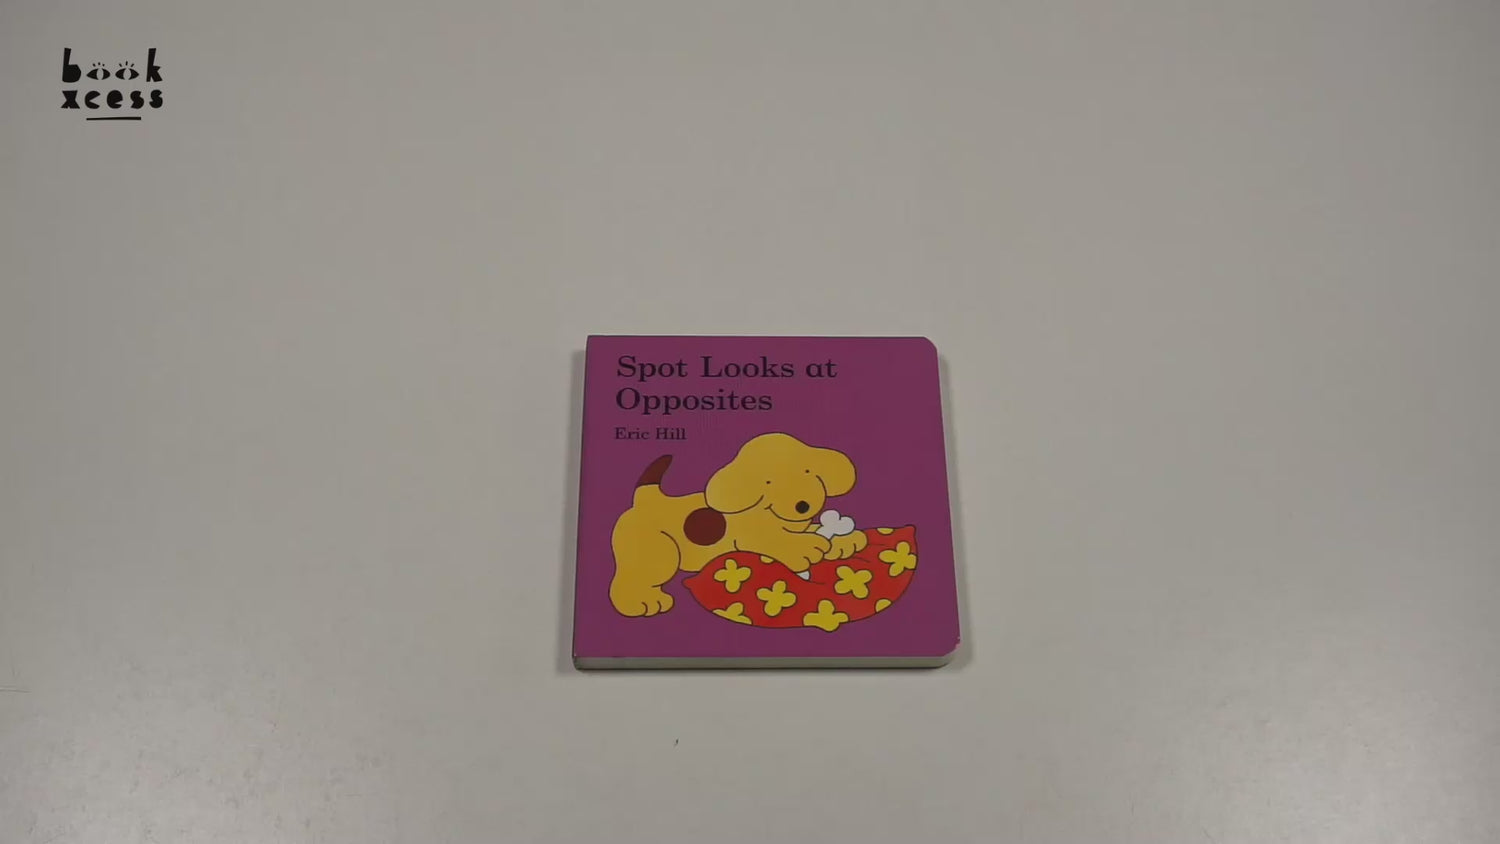 book
xcess
Spot Looks at
Opposites
Eric Hill